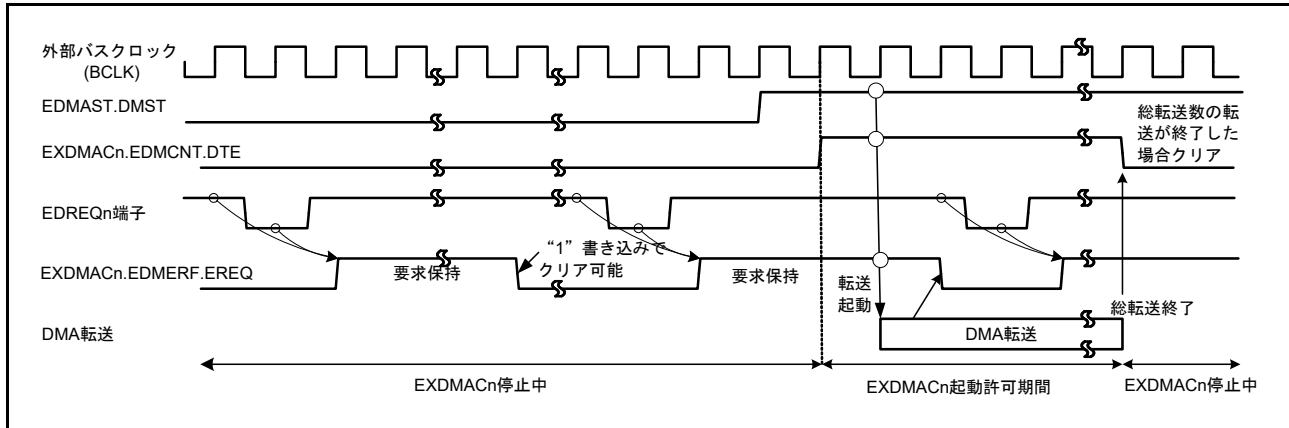 外部バスクロック
(BCLK)
EDMAST.DMST
総転送数の転
送が終了した
場合クリア
EXDMACn.EDMCNT.DTE
EDREQn端子
“1”書き込みで
クリア可能
EXDMACn.EDMERF.EREQ
要求保持
要求保持
転送
起動
総転送終了
DMA転送
DMA転送
EXDMACn停止中
EXDMACn起動許可期間
EXDMACn停止中